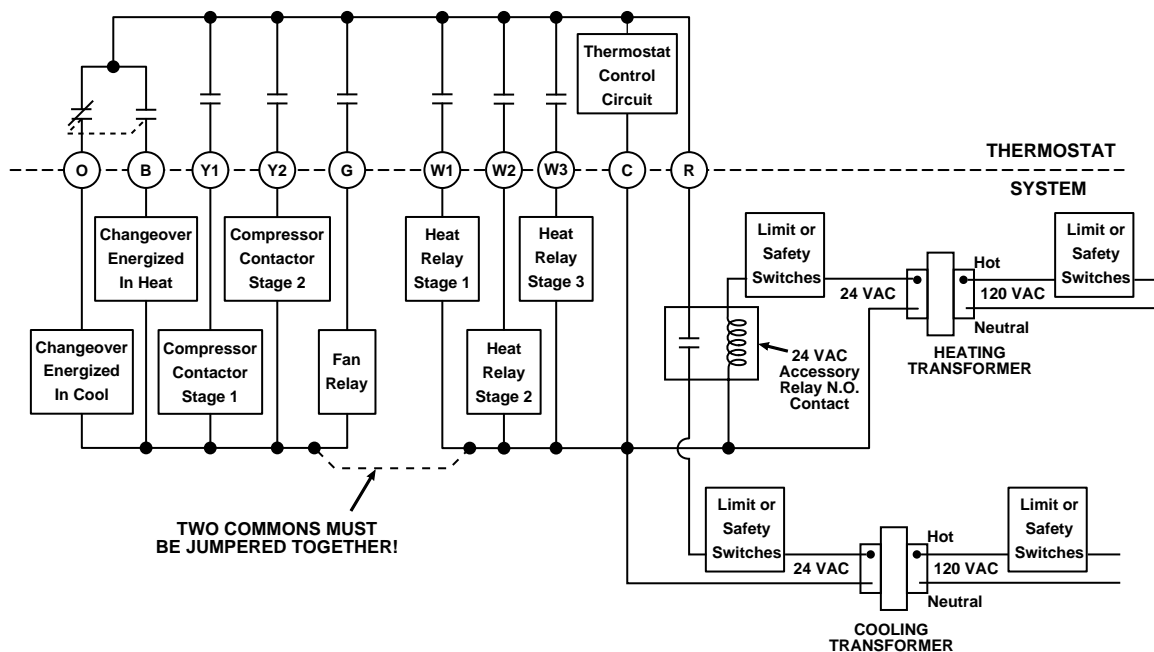 Thermostat
Control
Circuit
O
B
Y1
Y2
G
W1
W2
W3
C
R
THERMOSTAT
SYSTEM
Changeover
Energized
In Heat
Compressor
Contactor
Stage 2
Heat
Relay
Stage 1
Heat
Relay
Stage 3
Limit or
Safety
Switches
24 VAC
Hot
120 VAC
Neutral
Limit or
Safety
Switches
HEATING
TRANSFORMER
Changeover
Energized
In Cool
Compressor
Contactor
Stage 1
Fan
Relay
Heat
Relay
Stage 2
24 VAC
Accessory
Relay N.O.
Contact
TWO COMMONS MUST
BE JUMPERED TOGETHER!
Limit or
Safety
Switches
24 VAC
Hot
120 VAC
Neutral
Limit or
Safety
Switches
COOLING
TRANSFORMER